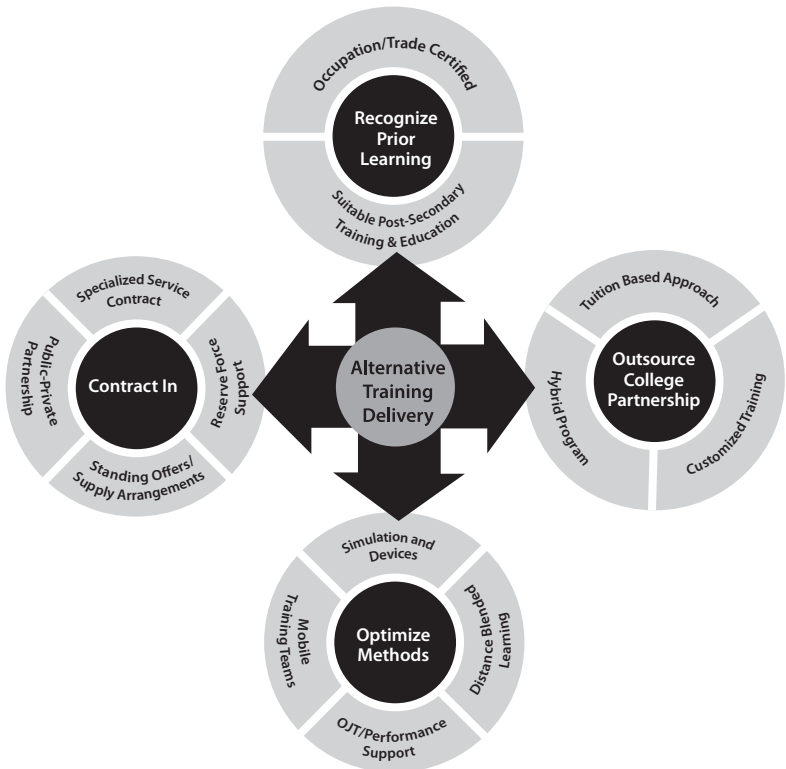 Occupation/Trade Certified
Recognize
Prior
Learning
Suitable Post-Secondary
Training & Education
Specialized Service
Contract
Public-Private
Partnership
Contract In
Reserve Force
Support
Standing Offers/
Supply Arrangements
Alternative
Training
Delivery
Tuition Based Approach
Outsource
College
Partnership
Hybrid Program
Customized Training
Simulation and
Devices
Mobile
Training Teams
Optimize
Methods
Distance Blended
Learning
OJT/Performance
Support